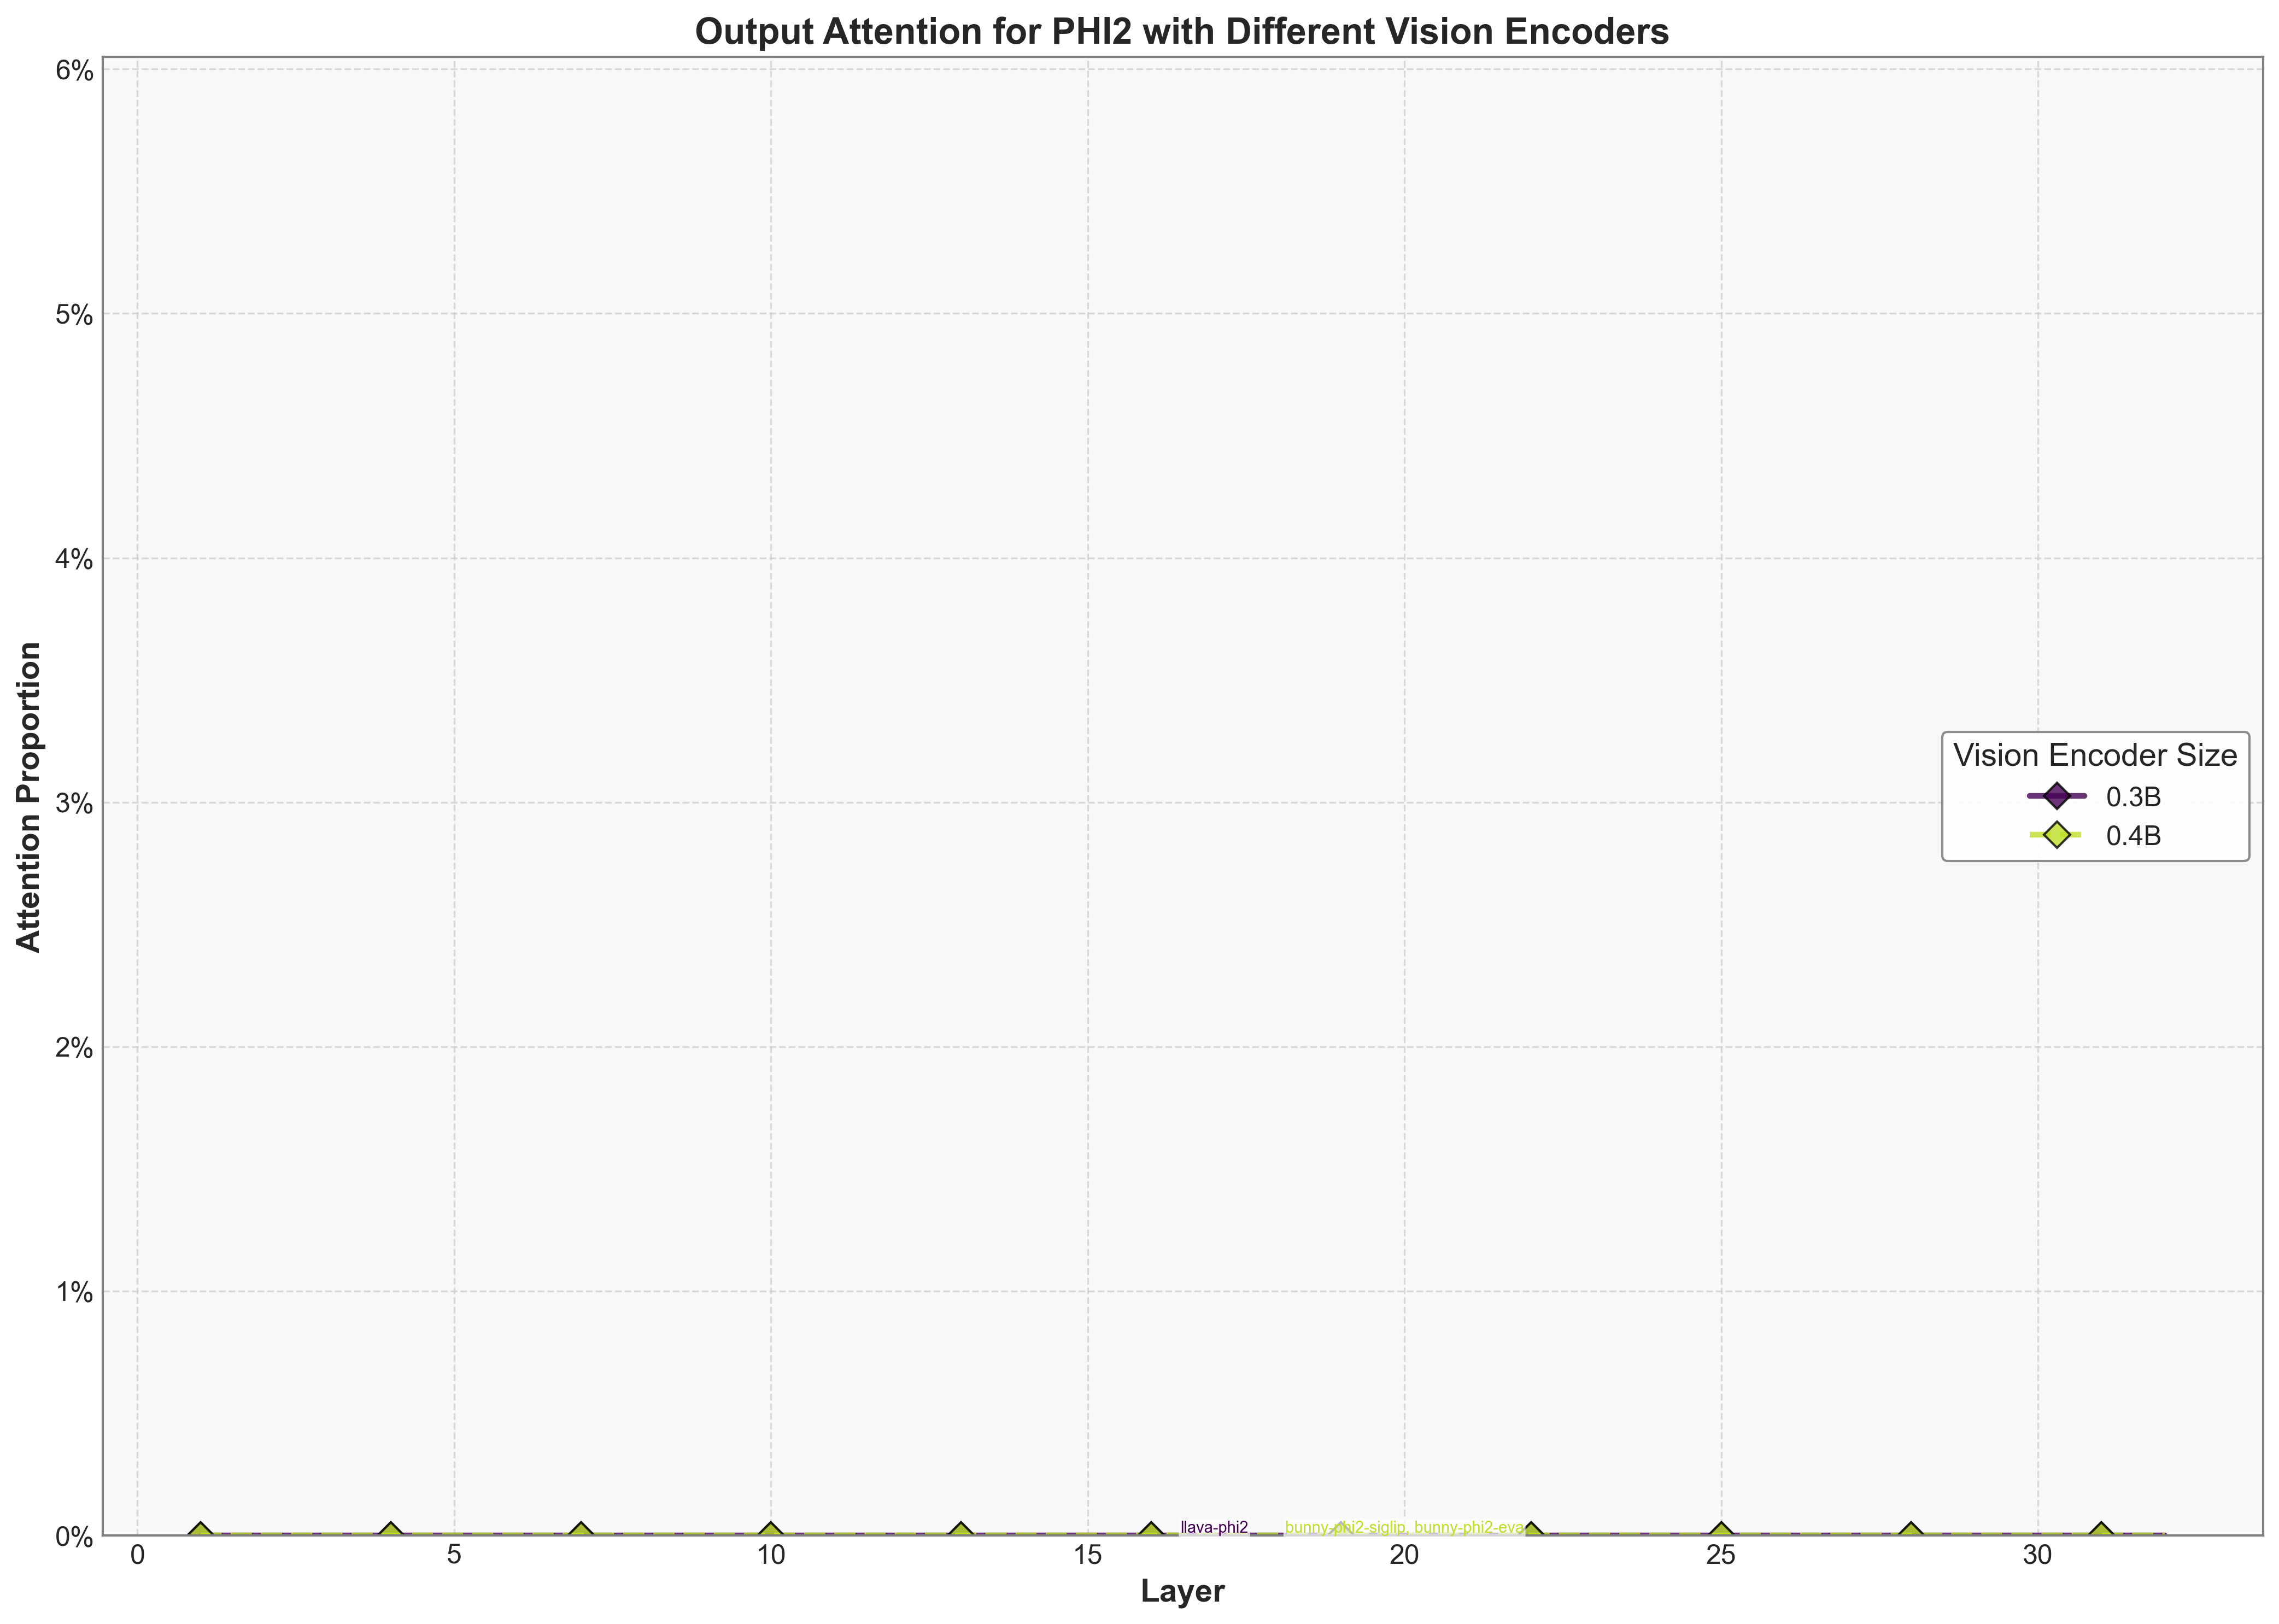 Output Attention for PHI2 with Different Vision Encoders
6%
5%
4%
3%
2%
1%
0%
Attention Proportion
Vision Encoder Size
0.3B
0.4B
llava-phi2
bunny-phi2-siglip, bunny-phi2-eva
0
5
10
15
20
25
30
Layer